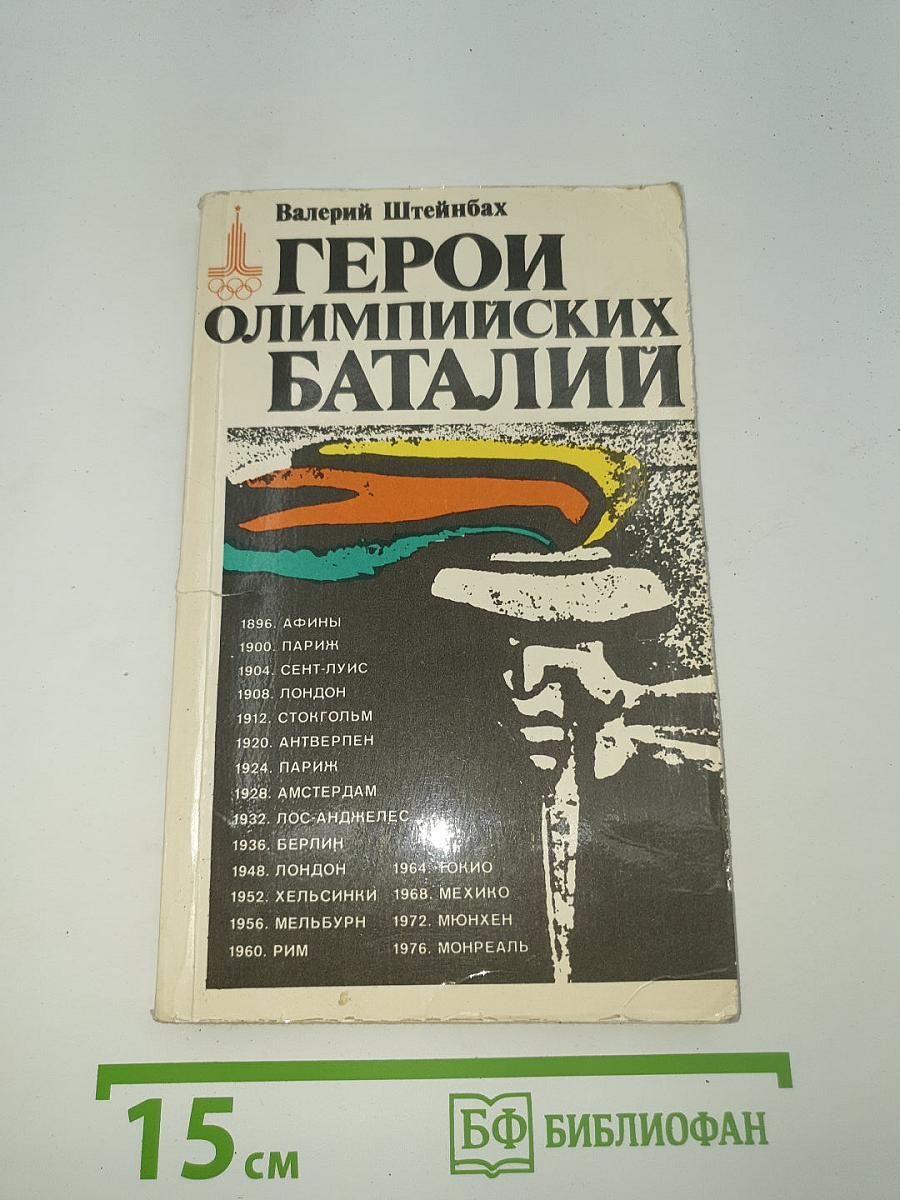 Валерий Штейнбах
ГЕРОИ
ОЛИМПИЙСКИХ
БАТАЛИЙ
1896. АФИНЫ
1900. ПАРИЖ
1904. СЕНТ-ЛУИС
1908. ЛОНДОН
1912. СТОКГОЛЬМ
1920. АНТВЕРПЕН
1924. ПАРИЖ
1928. АМСТЕРДАМ
1932. ЛОС-АНДЖЕЛЕС
1936. БЕРЛИН
1948. ЛОНДОН
1952. ХЕЛЬСИНКИ
1956. МЕЛЬБУРН
1960. РИМ
1964. ТОКИО
1968. МЕХИКО
1972. МЮНХЕН
1976. МОНРЕАЛЬ
15 см
БФ БИБЛИОФАН